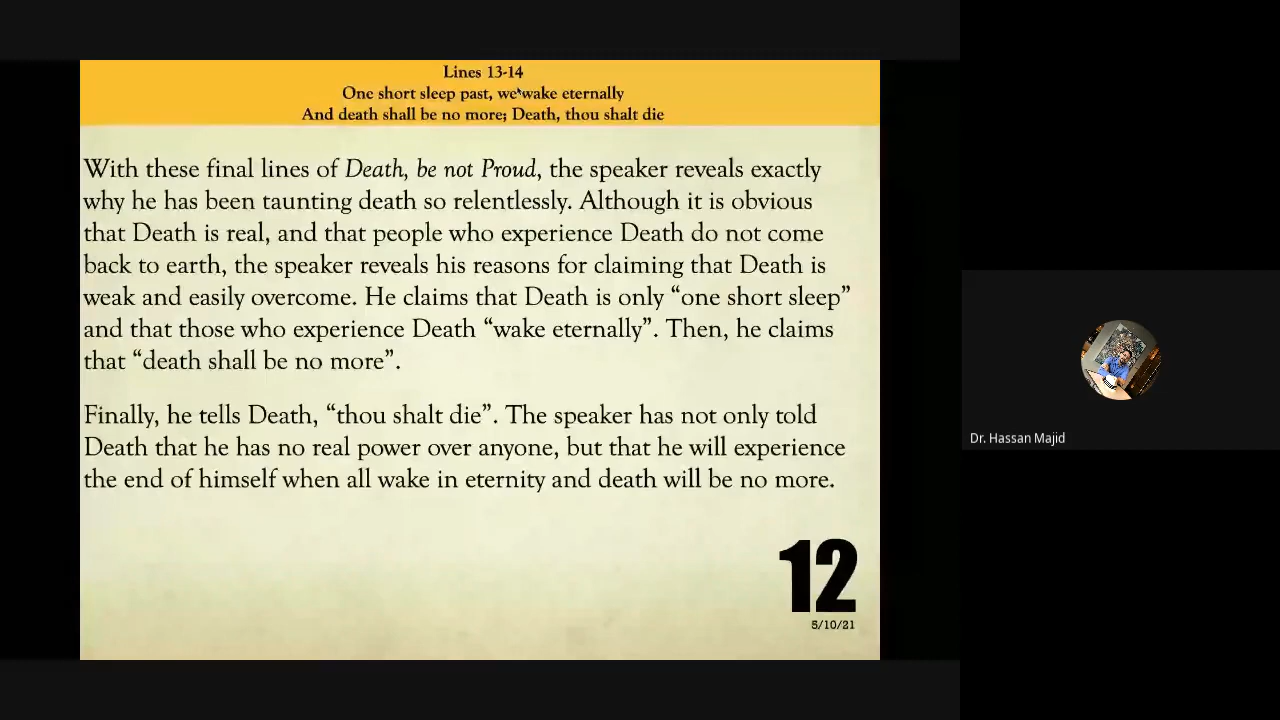 Lines 13-14
One short sleep past, we wake eternally
And death shall be no more; Death, thou shalt die
With these final lines of Death, be not Proud, the speaker reveals exactly
why he has been taunting death so relentlessly. Although it is obvious
that Death is real, and that people who experience Death do not come
back to earth, the speaker reveals his reasons for claiming that Death is
weak and easily overcome. He claims that Death is only “one short sleep”
and that those who experience Death “wake eternally”. Then, he claims
that “death shall be no more”.
Finally, he tells Death, “thou shalt die”. The speaker has not only told
Death that he has no real power over anyone, but that he will experience
the end of himself when all wake in eternity and death will be no more.
12
5/10/21
Dr. Hassan Majid